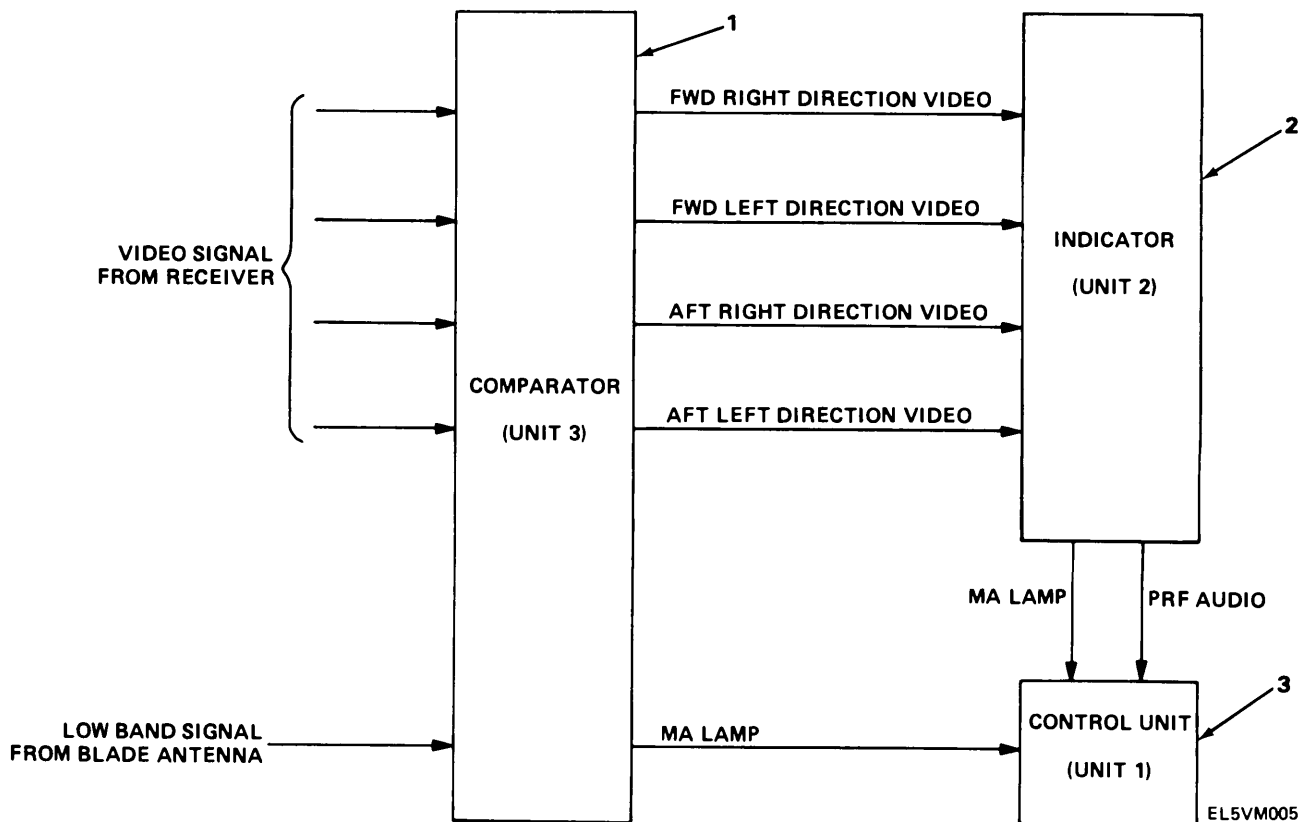 1
FWD RIGHT DIRECTION VIDEO
2
FWD LEFT DIRECTION VIDEO
VIDEO SIGNAL
FROM RECEIVER
INDICATOR
(UNIT 2)
AFT RIGHT DIRECTION VIDEO
COMPARATOR
(UNIT 3)
AFT LEFT DIRECTION VIDEO
MA LAMP
PRF AUDIO
3
LOW BAND SIGNAL
FROM BLADE ANTENNA
MA LAMP
CONTROL UNIT
(UNIT 1)
EL5VM005